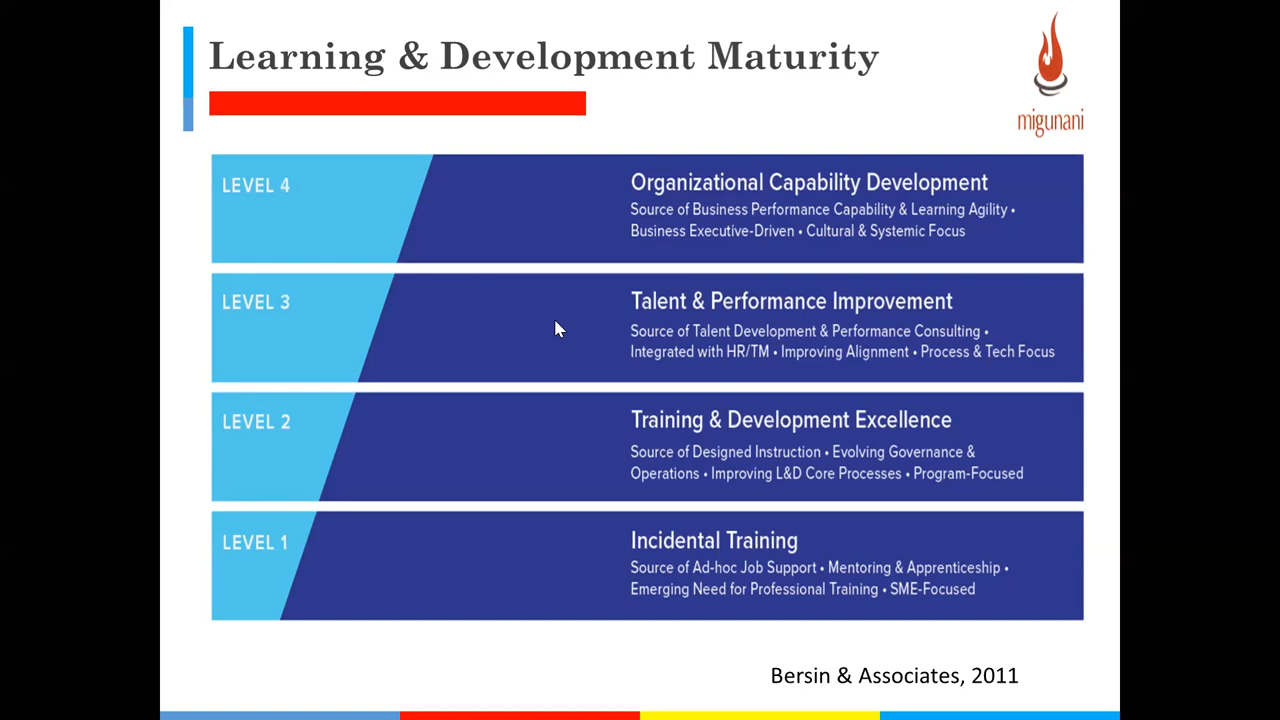 Learning & Development Maturity
migunani
LEVEL 4
Organizational Capability Development
Source of Business Performance Capability & Learning Agility •
Business Executive-Driven • Cultural & Systemic Focus
LEVEL 3
Talent & Performance Improvement
Source of Talent Development & Performance Consulting •
Integrated with HR/TM • Improving Alignment • Process & Tech Focus
LEVEL 2
Training & Development Excellence
Source of Designed Instruction • Evolving Governance &
Operations • Improving L&D Core Processes • Program-Focused
LEVEL 1
Incidental Training
Source of Ad-hoc Job Support • Mentoring & Apprenticeship •
Emerging Need for Professional Training • SME-Focused
Bersin & Associates, 2011